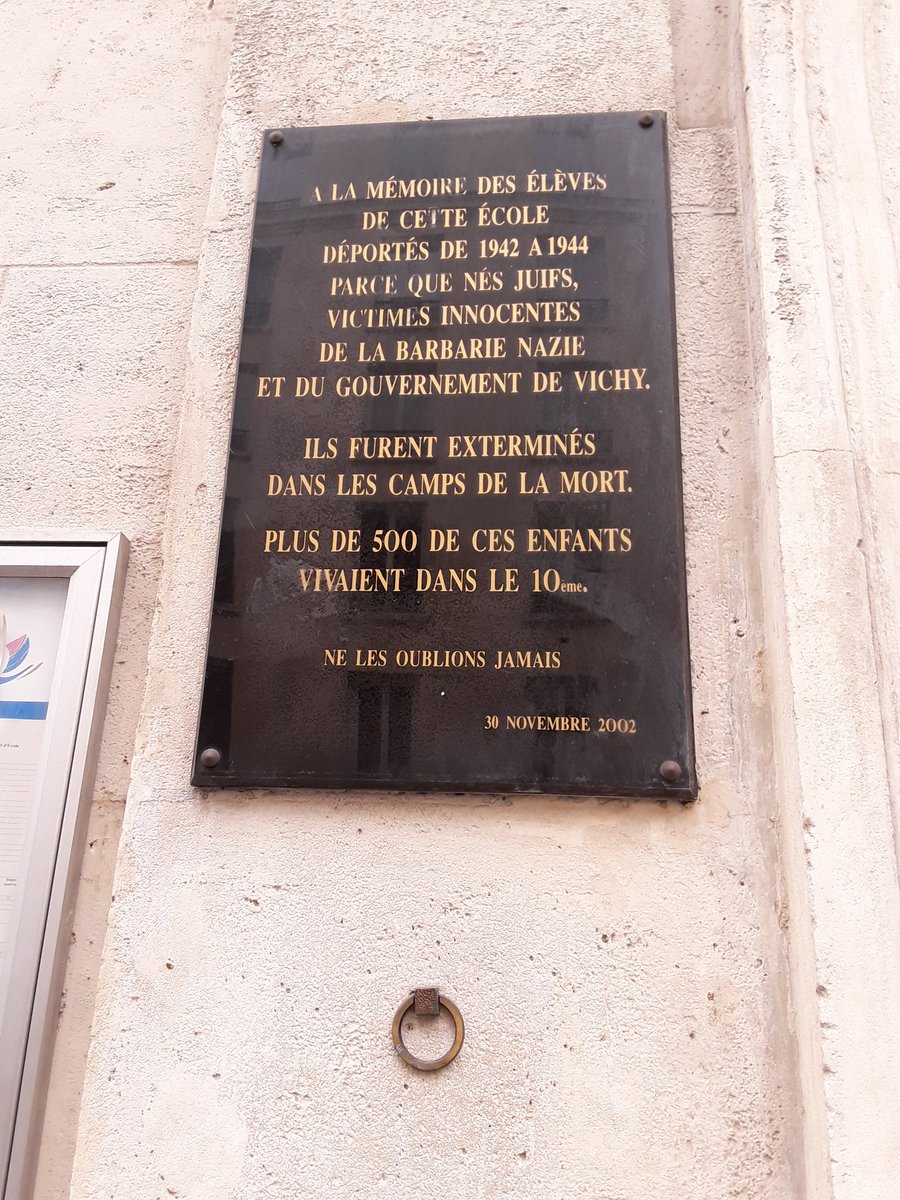 A LA MÉMOIRE DES ÉLÈVES
DE CETTE ÉCOLE
DÉPORTÉS DE 1942 A 1944
PARCE QUE NÉS JUIFS,
VICTIMES INNOCENTES
DE LA BARBARIE NAZIE
ET DU GOUVERNEMENT DE VICHY.
ILS FURENT EXTERMINÉS
DANS LES CAMPS DE LA MORT.
PLUS DE 500 DE CES ENFANTS
VIVAIENT DANS LE 10ème.
NE LES OUBLIONS JAMAIS
30 NOVEMBRE 2002